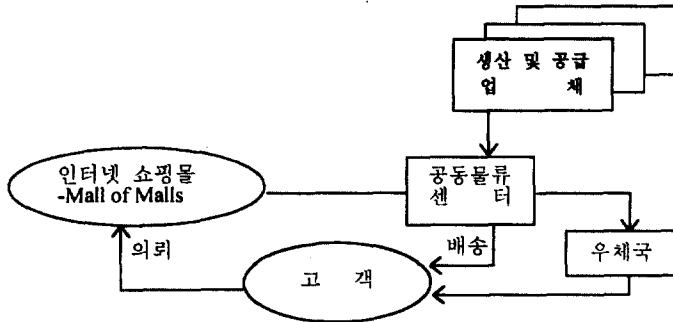 생산 및 공급
업 체
인터넷 쇼핑몰
-Mall of Malls
공동물류
센 터
의뢰
배송
우체국
고 객